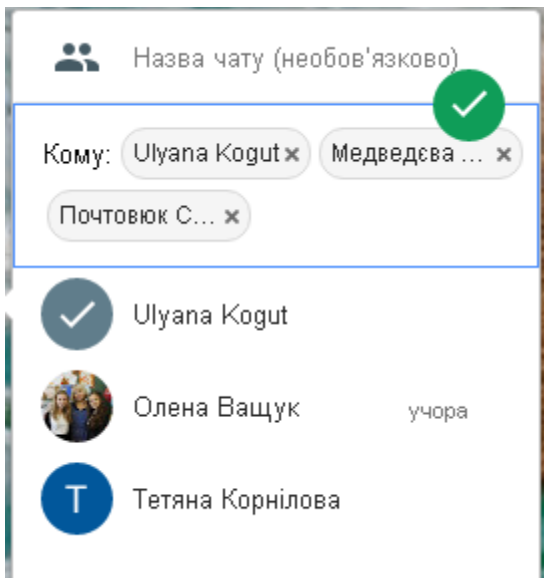 Назва чату (необов'язково)
Кому: Ulyana Kogut × Медведєва ... ×
Почтовюк С... ×
Ulyana Kogut
Олена Ващук учора
Т Тетяна Корнілова